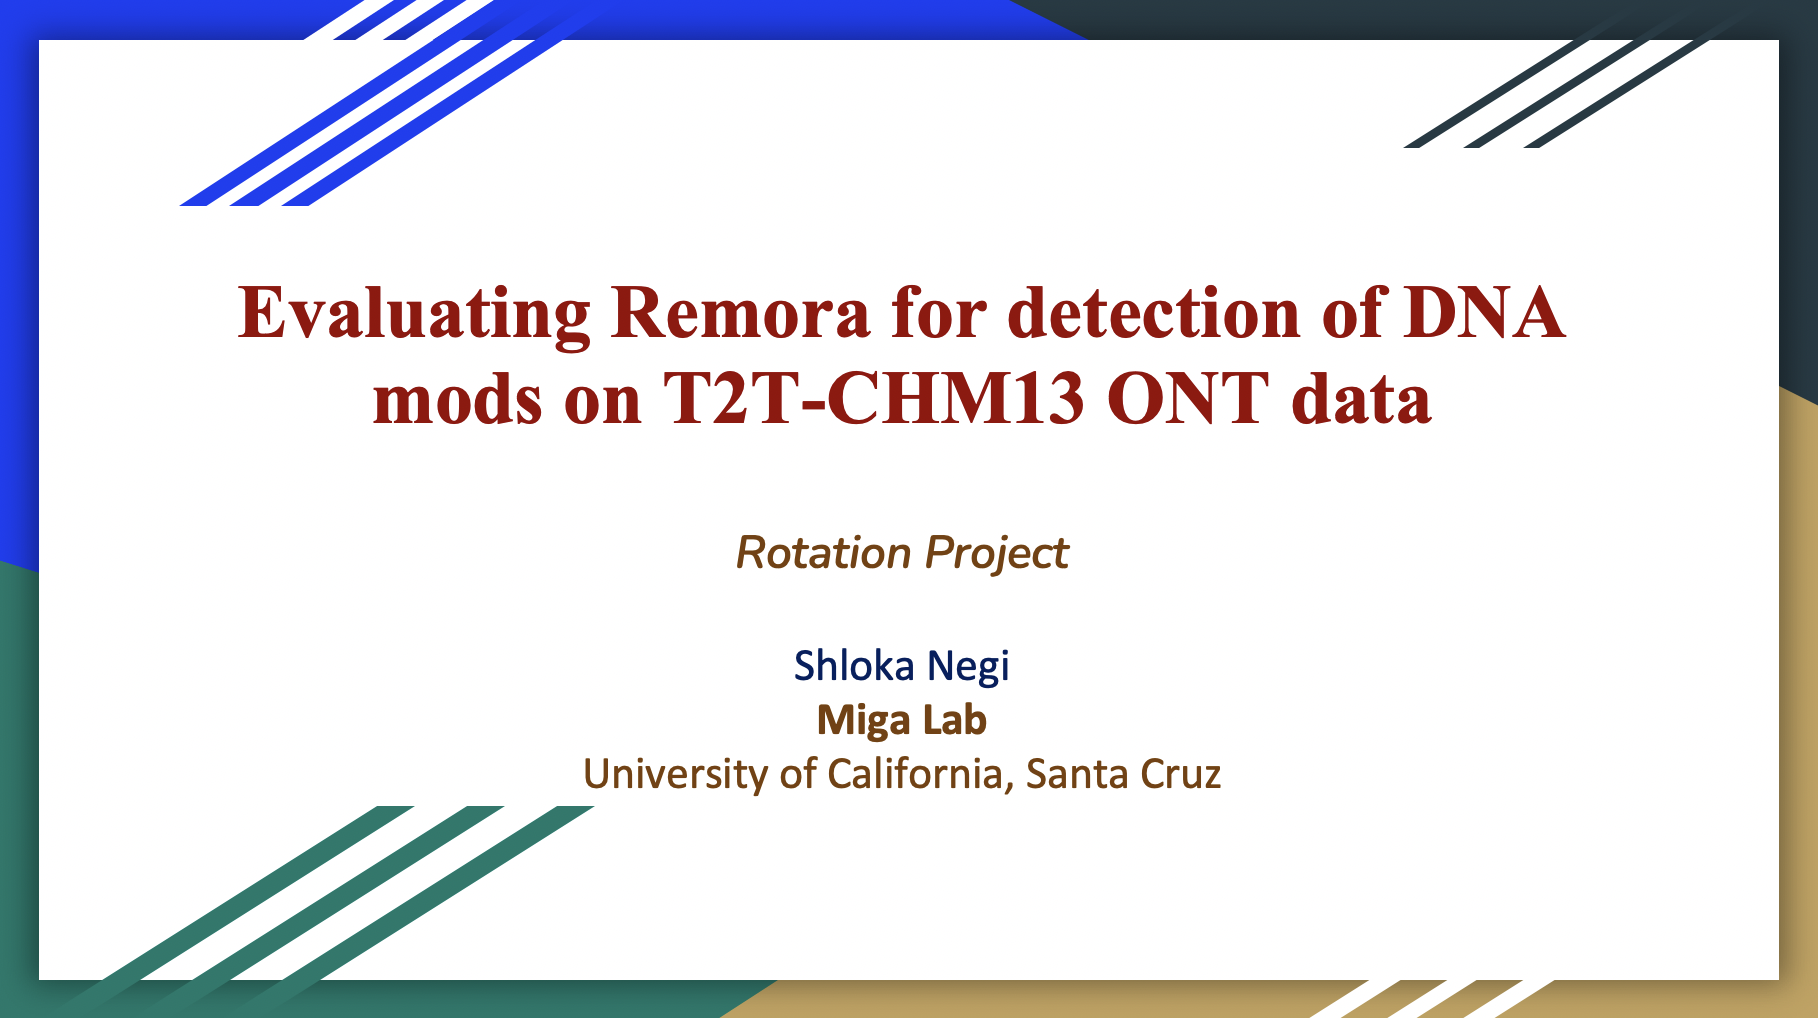 Evaluating Remora for detection of DNA
mods on T2T-CHM13 ONT data
Rotation Project
Shloka Negi
Miga Lab
University of California, Santa Cruz